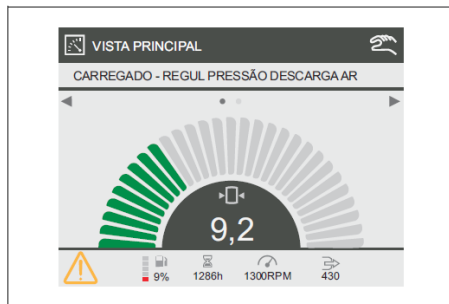 VISTA PRINCIPAL
CARREGADO - REGUL PRESSÃO DESCARGA AR
9,2
9%
1286h
1300RPM
430